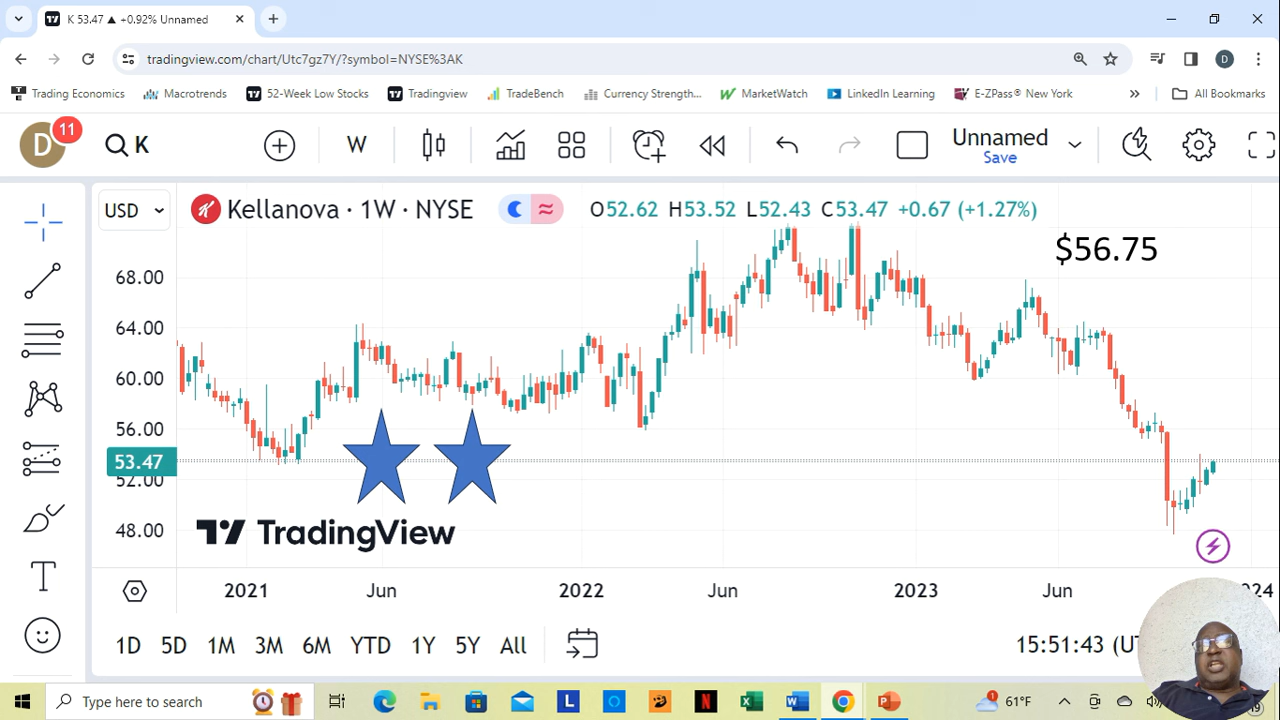 K 53.47 ▲ +0.92% Unnamed
tradingview.com/chart/Utc7gz7Y/?symbol=NYSE%3AK
Trading Economics Macrotrends 52-Week Low Stocks Tradingview TradeBench Currency Strength... MarketWatch LinkedIn Learning E-ZPass® New York » All Bookmarks
D 11 K W Unnamed
Save
USD Kellanova · 1W · NYSE O52.62 H53.52 L52.43 C53.47 +0.67 (+1.27%)
$56.75
68.00
64.00
60.00
56.00
53.47
52.00
48.00
TradingView
2021 Jun 2022 Jun 2023 Jun 024
1D 5D 1M 3M 6M YTD 1Y 5Y All 15:51:43 (U
Type here to search 61°F